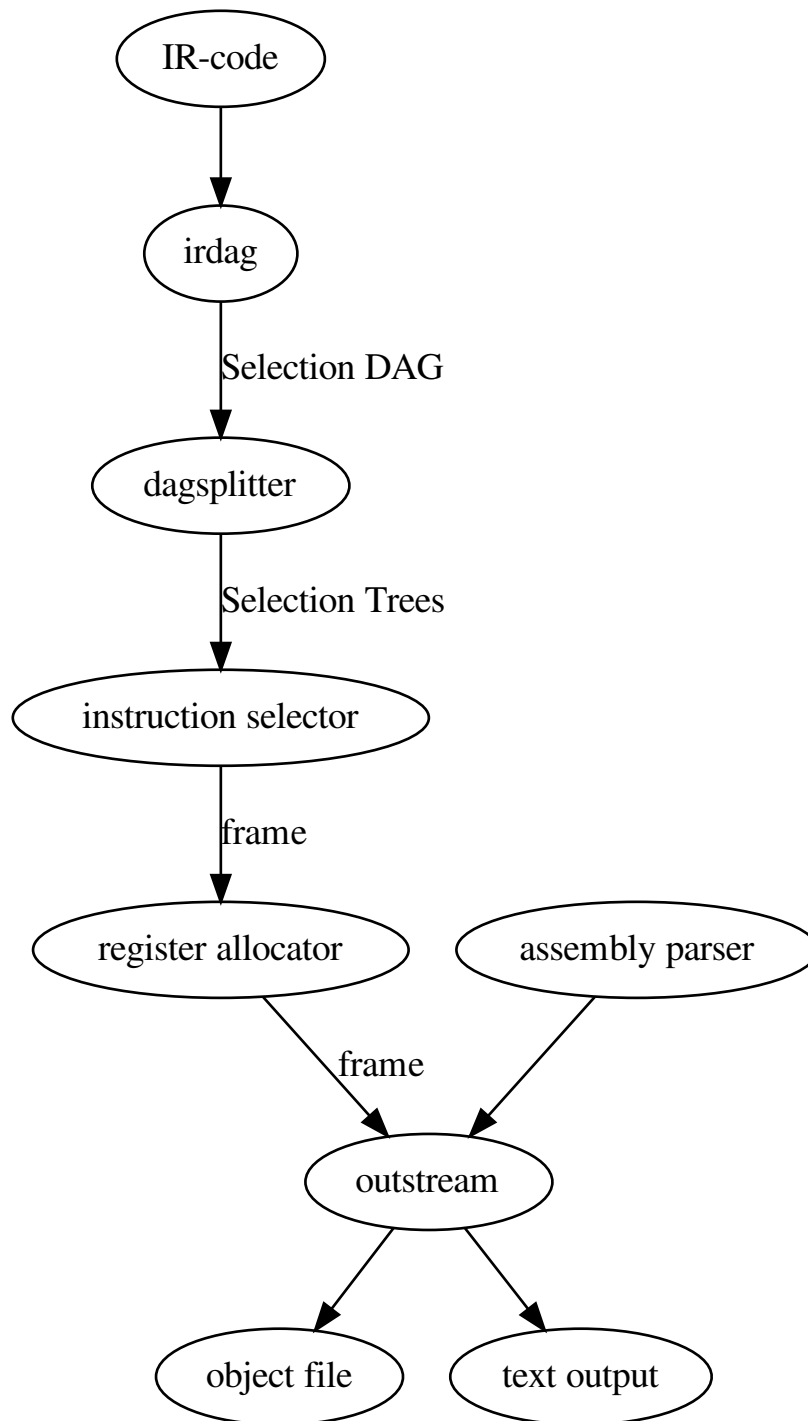 IR-code
irdag
Selection DAG
dagsplitter
Selection Trees
instruction selector
frame
register allocator
assembly parser
frame
outstream
object file
text output